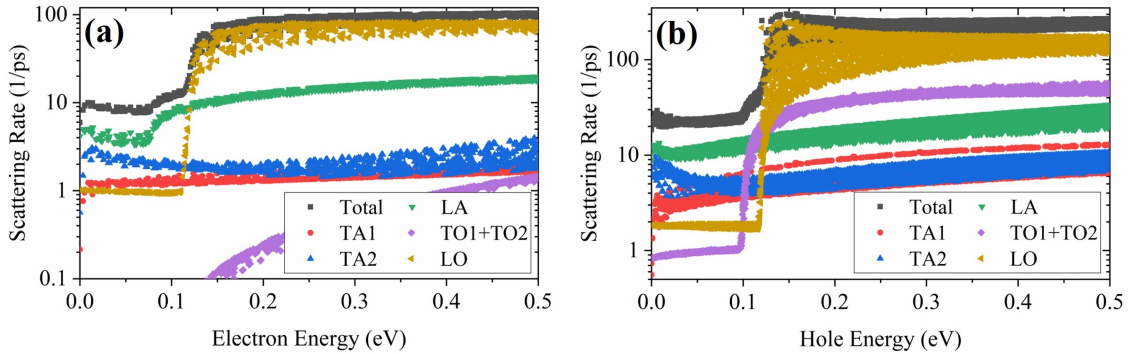 (a)
Scattering Rate (1/ps)
100
10
1
0.1
0.0 0.1 0.2 0.3 0.4 0.5
Electron Energy (eV)
Total LA
TA1 TO1+TO2
TA2 LO
(b)
Scattering Rate (1/ps)
100
10
1
0.0 0.1 0.2 0.3 0.4 0.5
Hole Energy (eV)
Total LA
TA1 TO1+TO2
TA2 LO